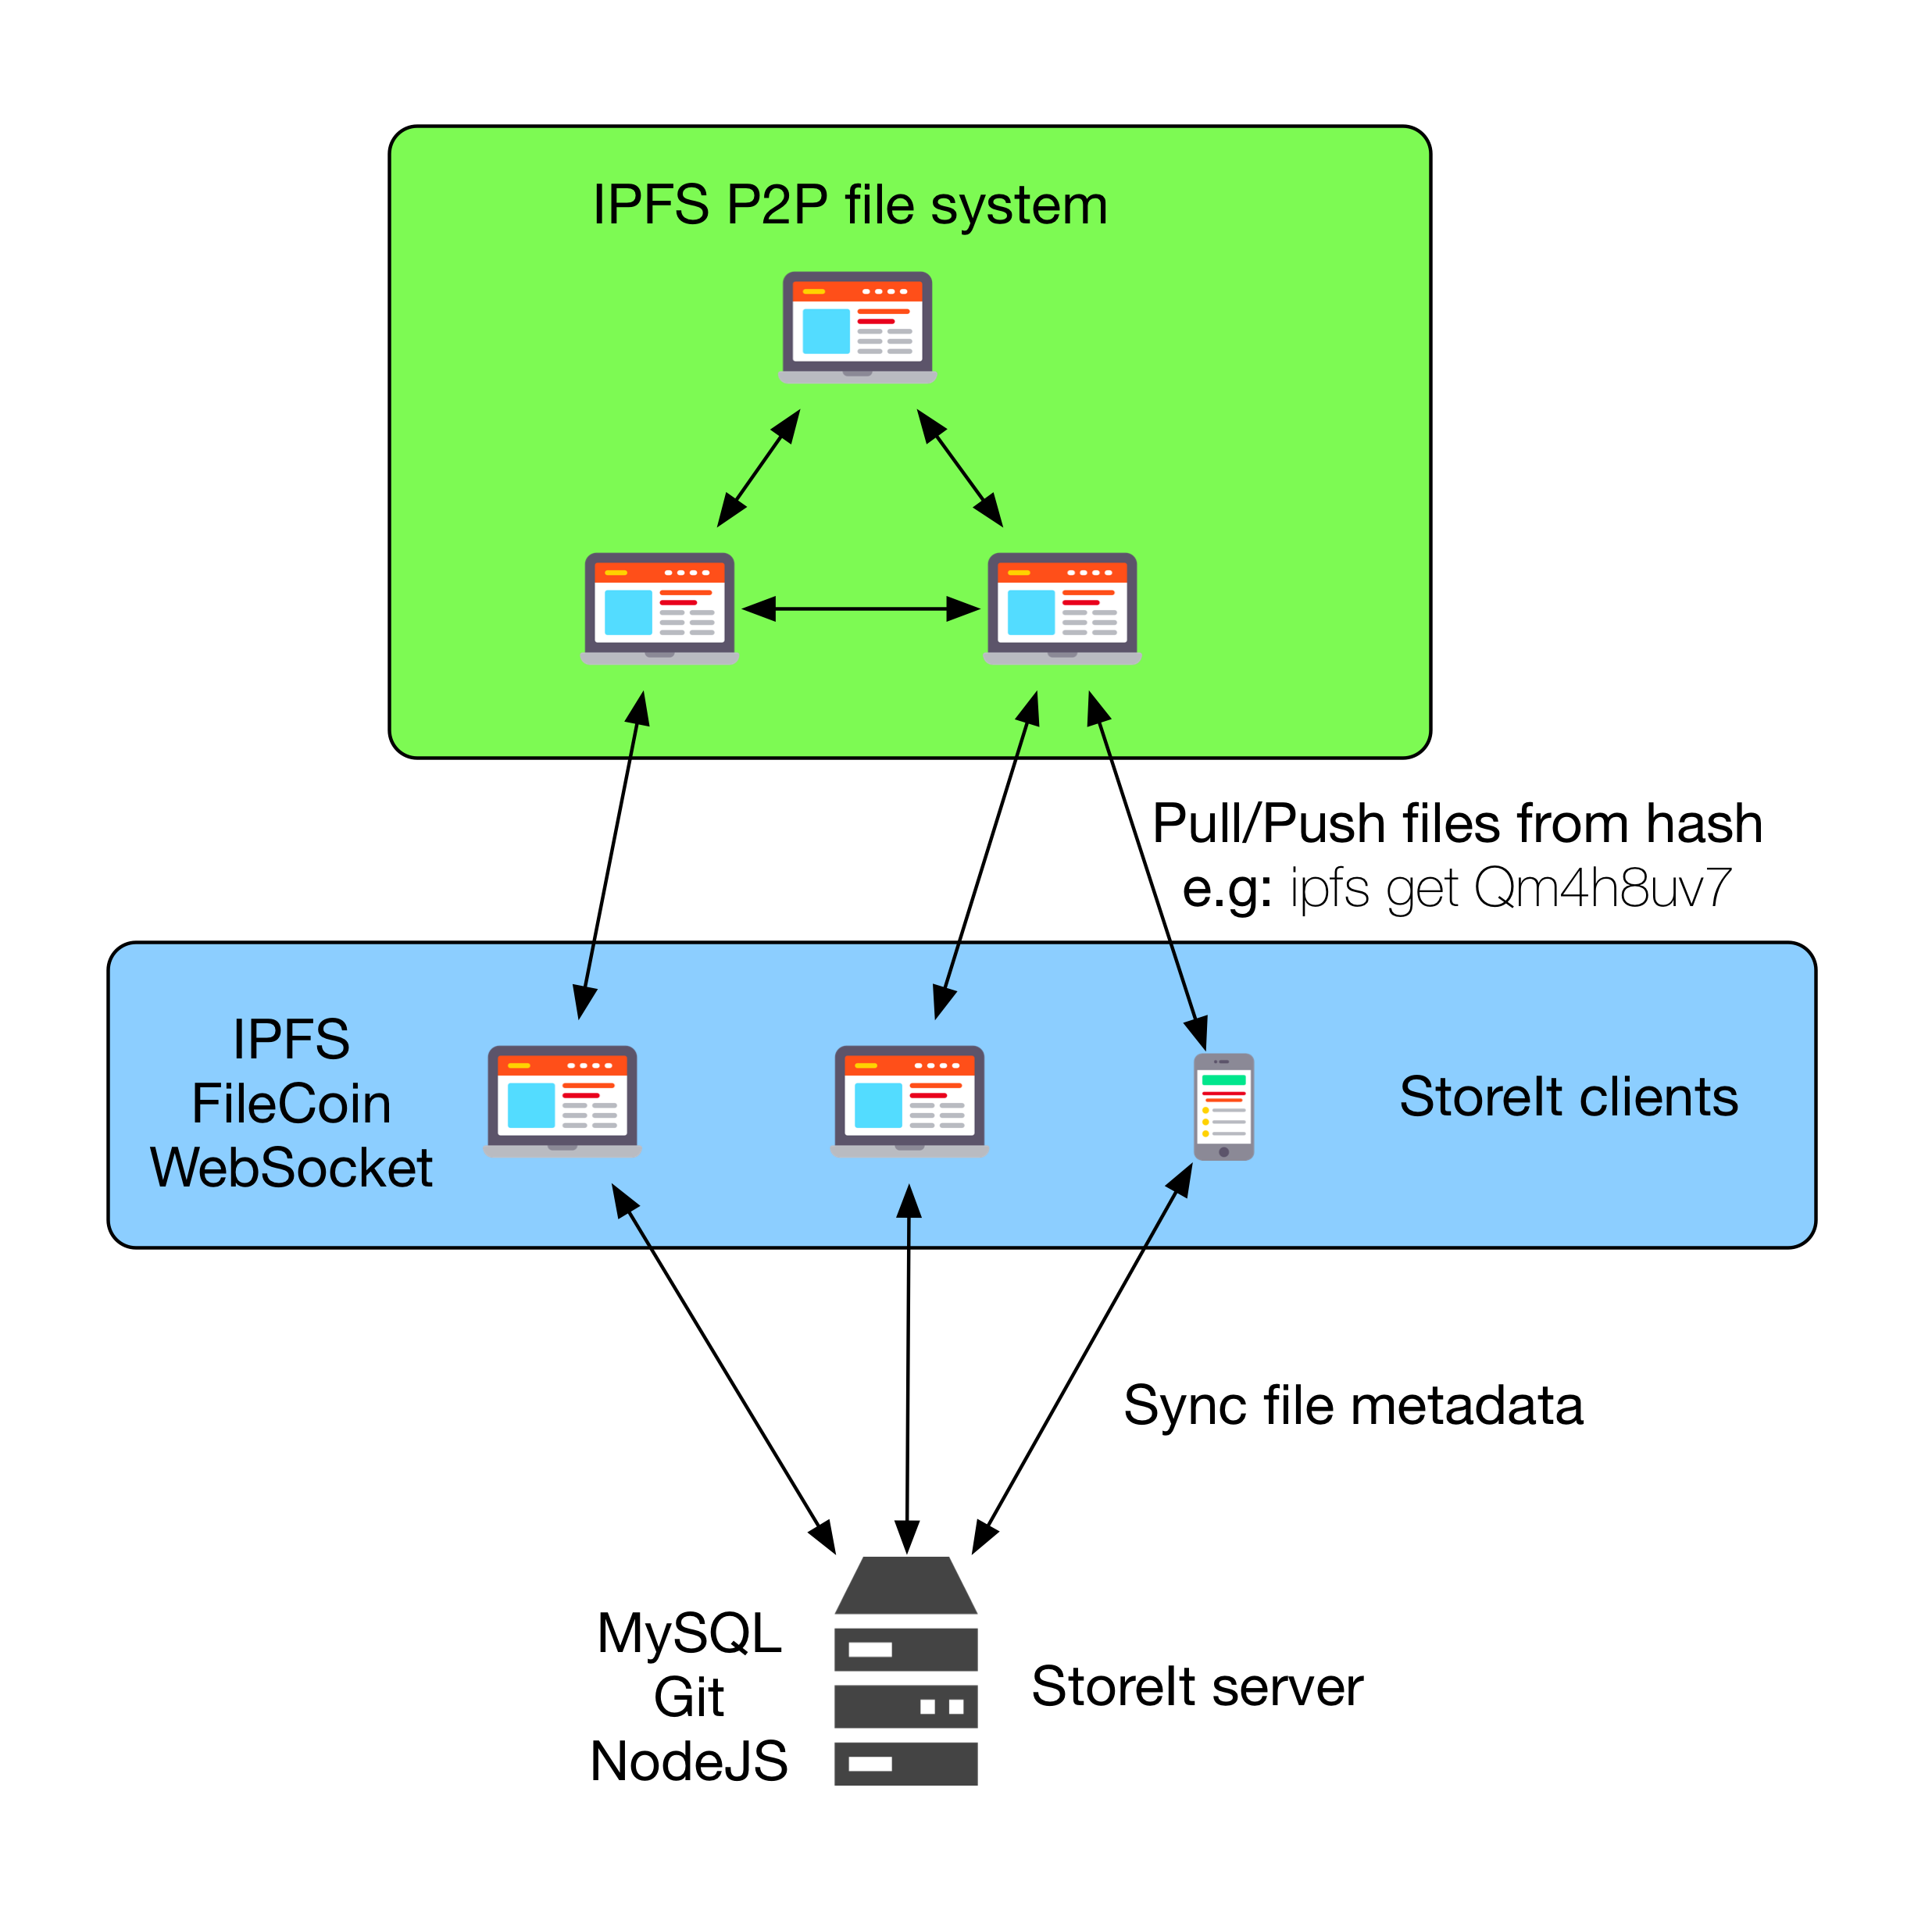 IPFS P2P file system
Pull/Push files from hash
e.g: ipfs get Qm4h8uv7
IPFS
FileCoin
WebSocket
StoreIt clients
Sync file metadata
MySQL
Git
NodeJS
StoreIt server